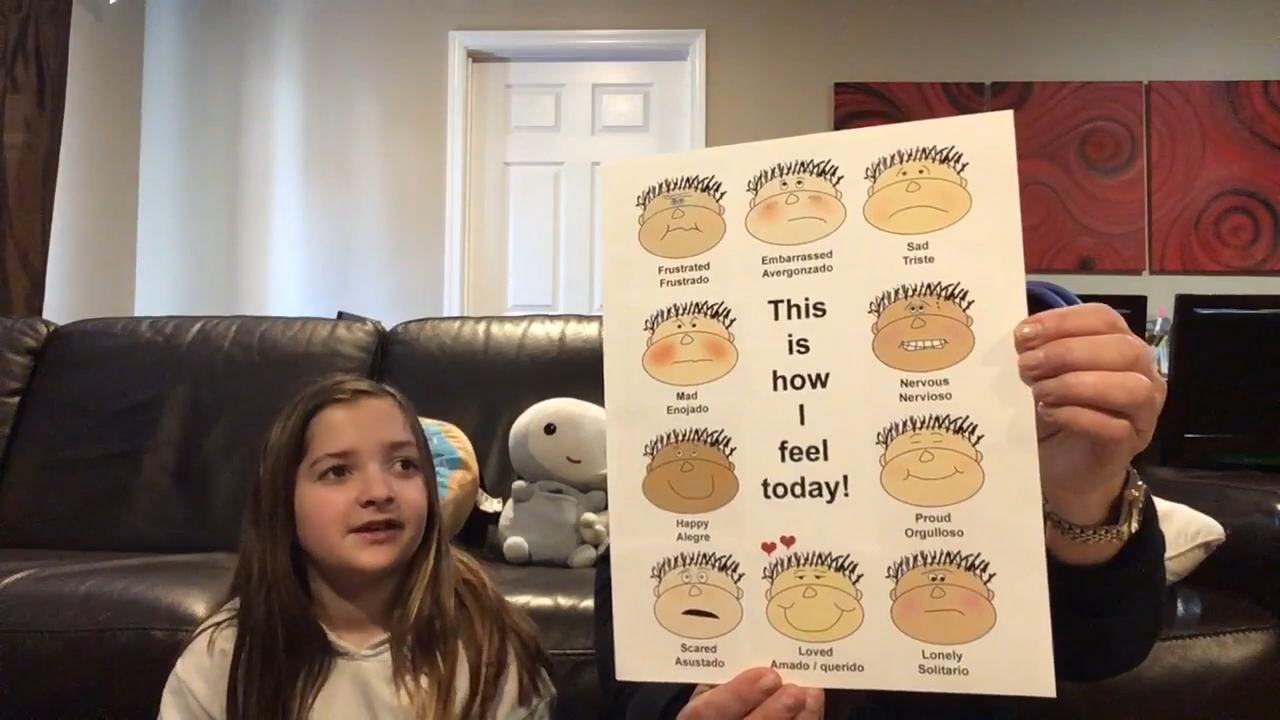 Frustrated
Frustrado
Embarrassed
Avergonzado
Sad
Triste
This
is
how
I
feel
today!
Mad
Enojado
Nervous
Nervioso
Happy
Alegre
Proud
Orgulloso
Scared
Asustado
Loved
Amado / querido
Lonely
Solitario